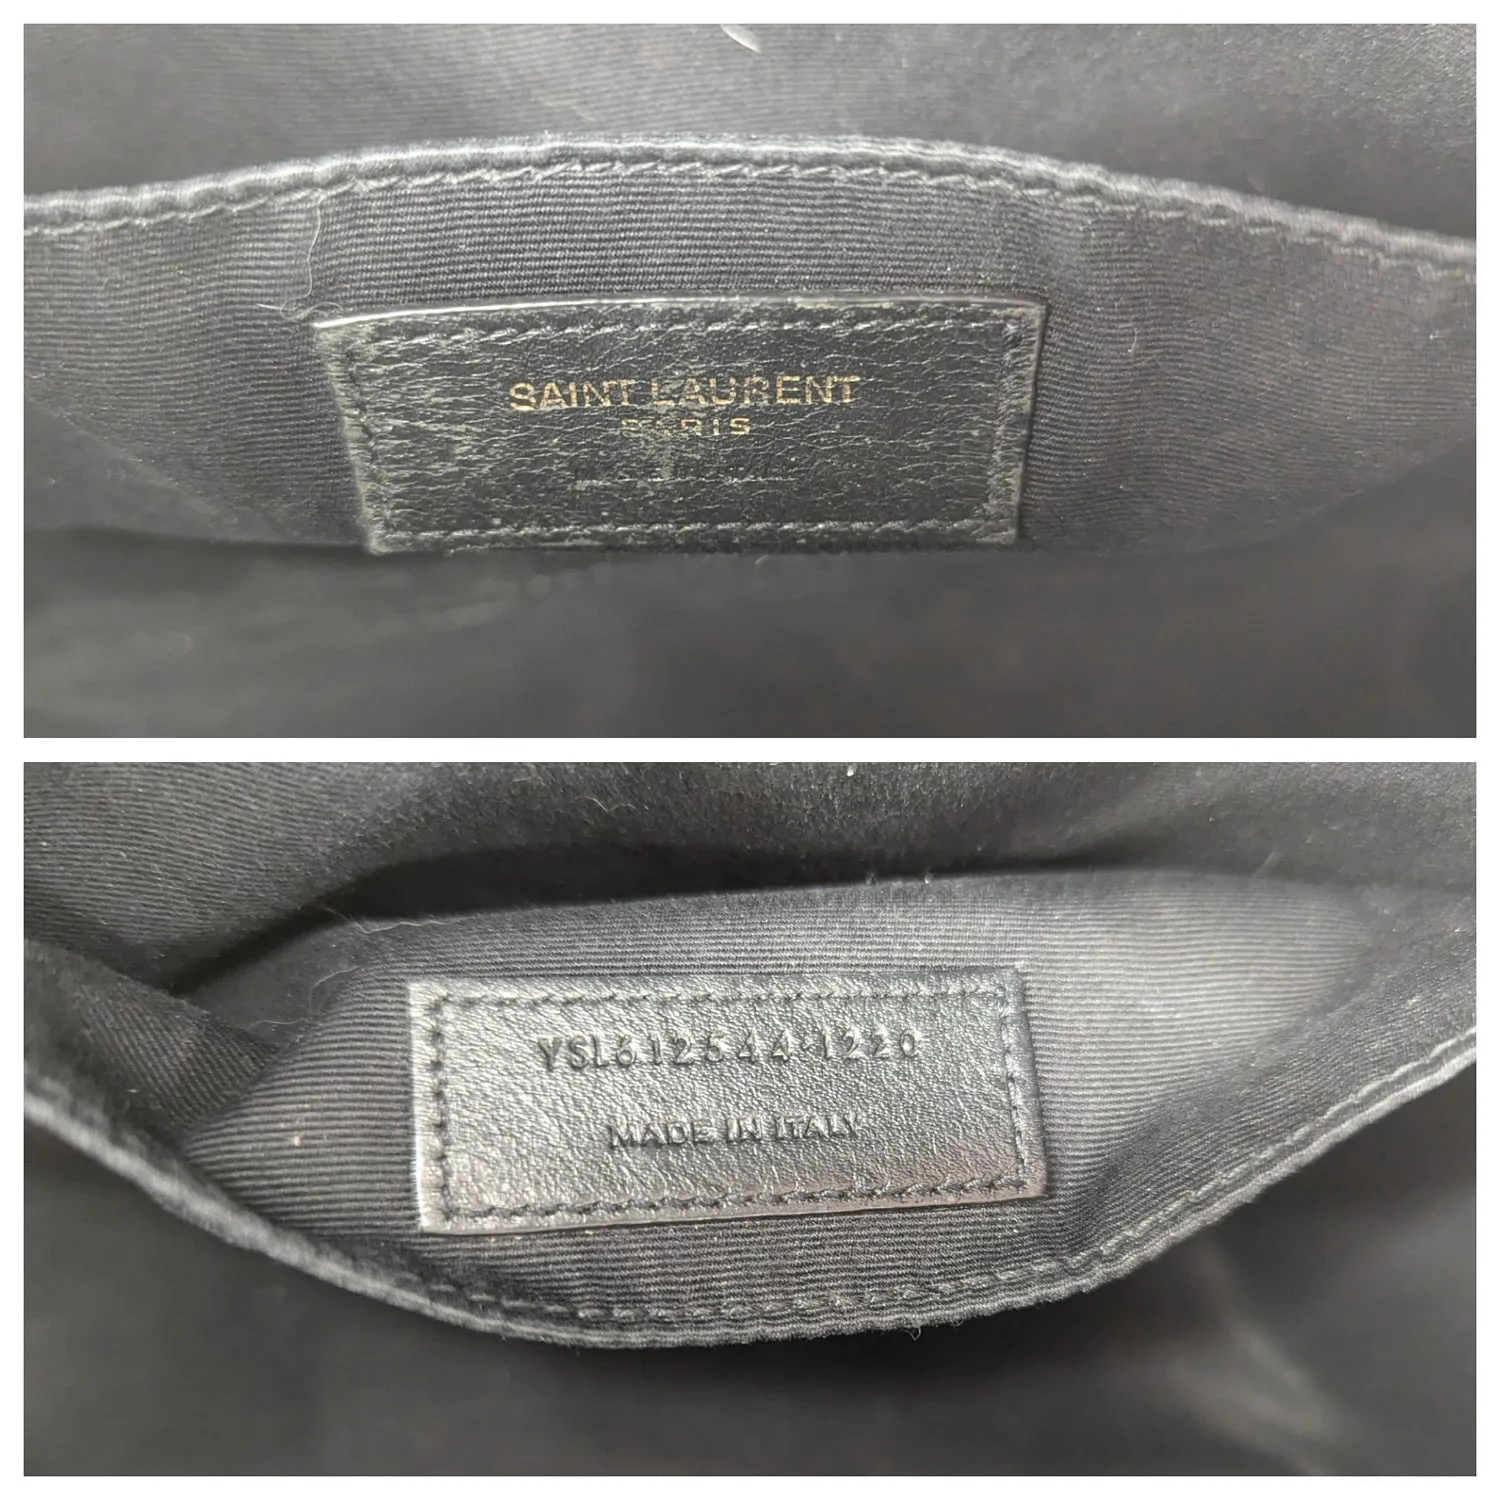 SAINT LAURENT
PARIS
YSL612544·1220
MADE IN ITALY